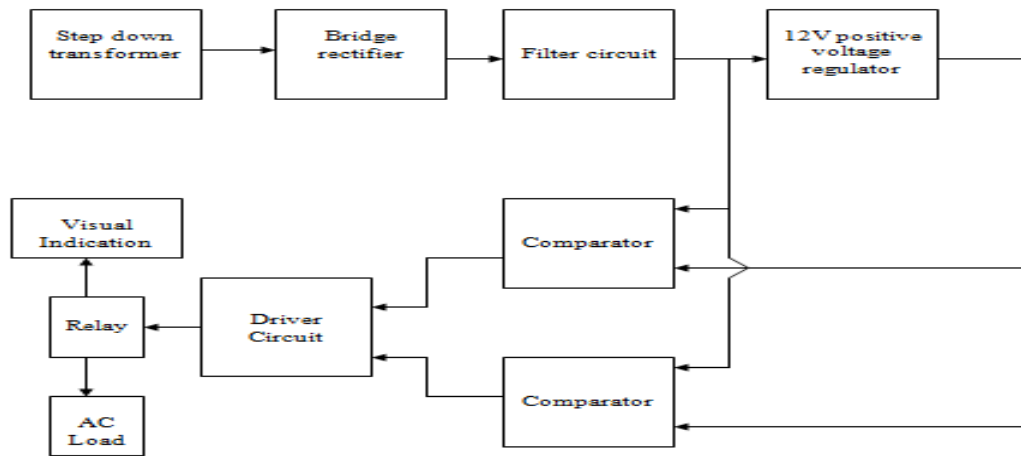 Step down
transformer
Bridge
rectifier
Filter circuit
12V positive
voltage
regulator
Visual
Indication
Comparator
Driver
Circuit
Relay
Comparator
AC
Load